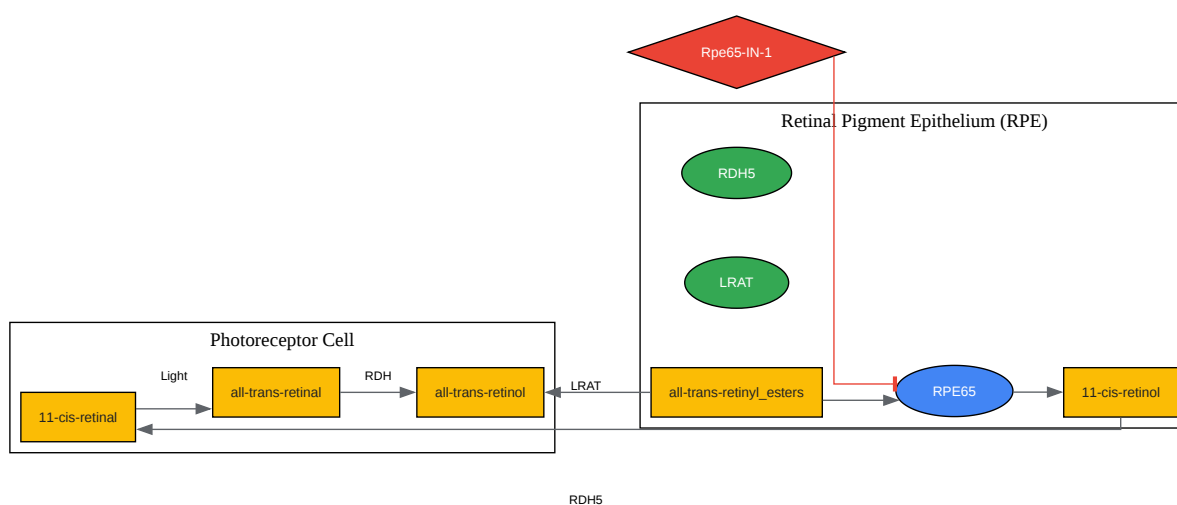 Rpe65-IN-1
Retinal Pigment Epithelium (RPE)
RDH5
LRAT
Photoreceptor Cell
11-cis-retinal
Light
all-trans-retinal
RDH
all-trans-retinol
LRAT
all-trans-retinyl_esters
RPE65
11-cis-retinol
RDH5